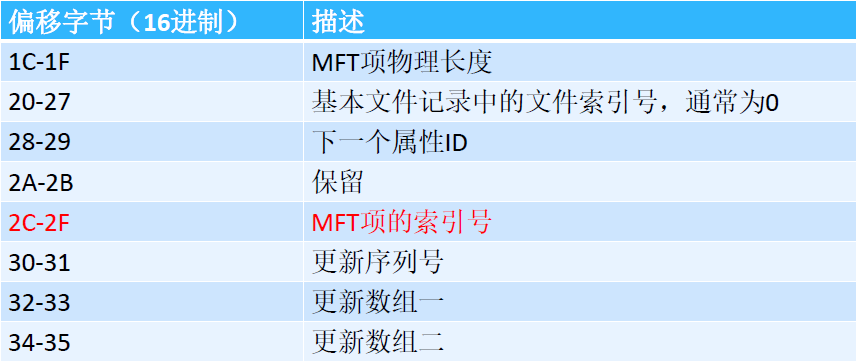 偏移字节（16进制） 描述
1C-1F MFT项物理长度
20-27 基本文件记录中的文件索引号，通常为0
28-29 下一个属性ID
2A-2B 保留
2C-2F MFT项的索引号
30-31 更新序列号
32-33 更新数组一
34-35 更新数组二